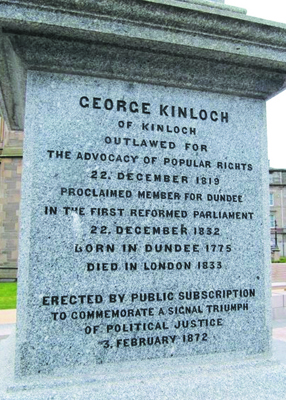 GEORGE KINLOCH
OF KINLOCH
OUTLAWED FOR
THE ADVOCACY OF POPULAR RIGHTS
22. DECEMBER 1819
PROCLAIMED MEMBER FOR DUNDEE
IN THE FIRST REFORMED PARLIAMENT
22. DECEMBER 1832
BORN IN DUNDEE 1775
DIED IN LONDON 1833
ERECTED BY PUBLIC SUBSCRIPTION
TO COMMEMORATE A SIGNAL TRIUMPH
OF POLITICAL JUSTICE
3. FEBRUARY 1872